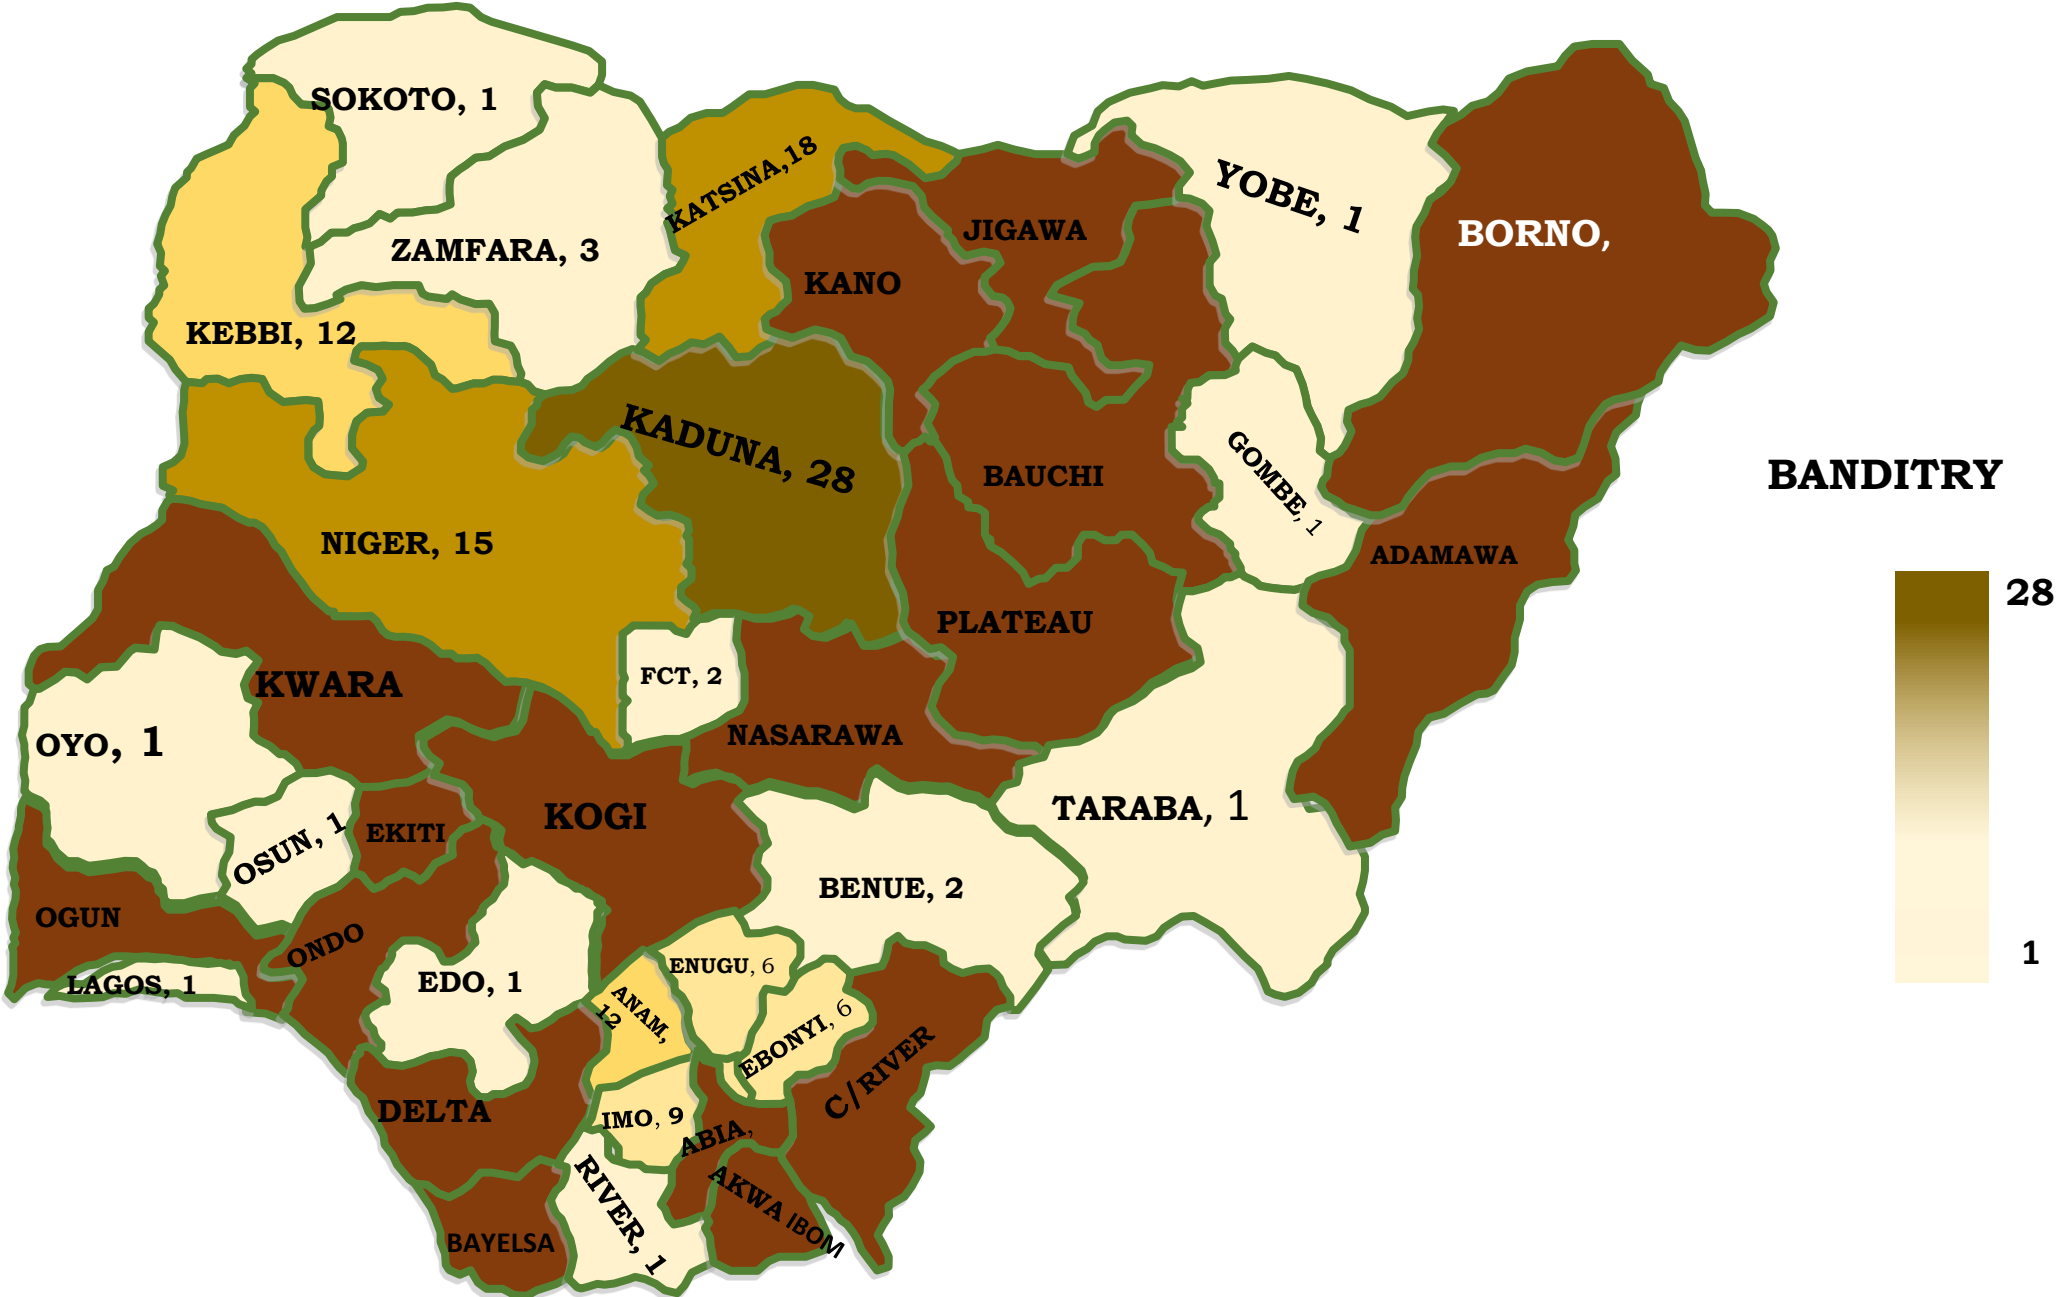 SOKOTO, 1
KATSINA,18
YOBE, 1
ZAMFARA, 3
JIGAWA
BORNO,
KANO
KEBBI, 12
KADUNA, 28
BAUCHI
GOMBE, 1
BANDITRY
NIGER, 15
ADAMAWA
28
PLATEAU
FCT, 2
KWARA
NASARAWA
OYO, 1
TARABA, 1
KOGI
EKITI
OSUN, 1
BENUE, 2
OGUN
ONDO
1
ENUGU, 6
EDO, 1
LAGOS, 1
ANAM,
12
EBONYI, 6
C/RIVER
DELTA
IMO, 9
ABIA,
RIVER, 1
AKWA IBOM
BAYELSA